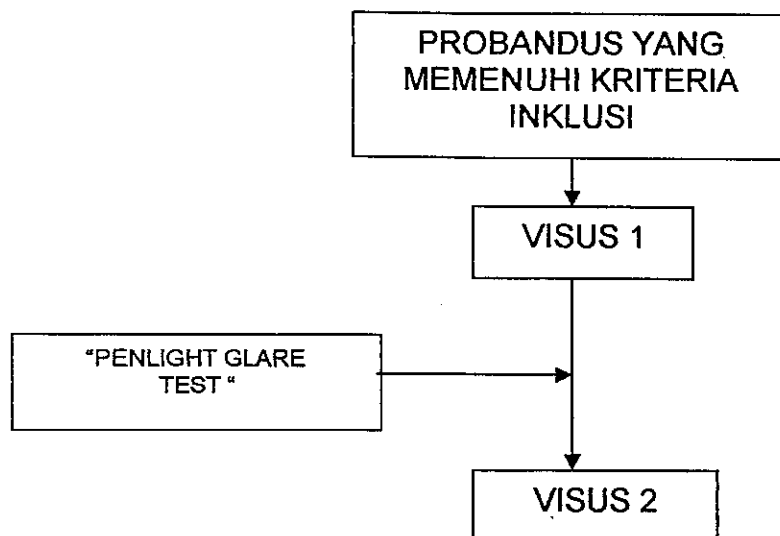 PROBANDUS YANG
MEMENUHI KRITERIA
INKLUSI
VISUS 1
"PENLIGHT GLARE
TEST "
VISUS 2